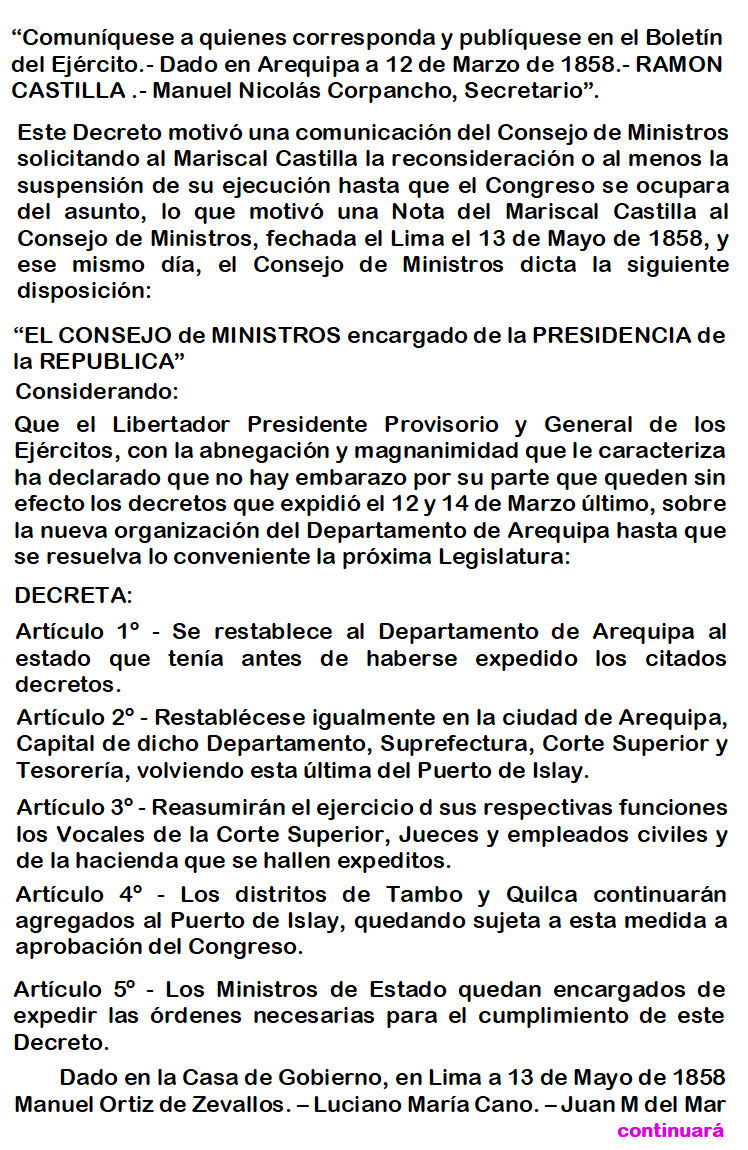 “Comuníquese a quienes corresponda y publíquese en el Boletín
del Ejército.- Dado en Arequipa a 12 de Marzo de 1858.- RAMON
CASTILLA .- Manuel Nicolás Corpancho, Secretario”.
Este Decreto motivó una comunicación del Consejo de Ministros
solicitando al Mariscal Castilla la reconsideración o al menos la
suspensión de su ejecución hasta que el Congreso se ocupara
del asunto, lo que motivó una Nota del Mariscal Castilla al
Consejo de Ministros, fechada el Lima el 13 de Mayo de 1858, y
ese mismo día, el Consejo de Ministros dicta la siguiente
disposición:
“EL CONSEJO de MINISTROS encargado de la PRESIDENCIA de
la REPUBLICA”
Considerando:
Que el Libertador Presidente Provisorio y General de los
Ejércitos, con la abnegación y magnanimidad que le caracteriza
ha declarado que no hay embarazo por su parte que queden sin
efecto los decretos que expidió el 12 y 14 de Marzo último, sobre
la nueva organización del Departamento de Arequipa hasta que
se resuelva lo conveniente la próxima Legislatura:
DECRETA:
Artículo 1º - Se restablece al Departamento de Arequipa al
estado que tenía antes de haberse expedido los citados
decretos.
Artículo 2º - Restablécese igualmente en la ciudad de Arequipa,
Capital de dicho Departamento, Suprefectura, Corte Superior y
Tesorería, volviendo esta última del Puerto de Islay.
Artículo 3º - Reasumirán el ejercicio d sus respectivas funciones
los Vocales de la Corte Superior, Jueces y empleados civiles y
de la hacienda que se hallen expeditos.
Artículo 4º - Los distritos de Tambo y Quilca continuarán
agregados al Puerto de Islay, quedando sujeta a esta medida a
aprobación del Congreso.
Artículo 5º - Los Ministros de Estado quedan encargados de
expedir las órdenes necesarias para el cumplimiento de este
Decreto.
Dado en la Casa de Gobierno, en Lima a 13 de Mayo de 1858
Manuel Ortiz de Zevallos. – Luciano María Cano. – Juan M del Mar
continuará